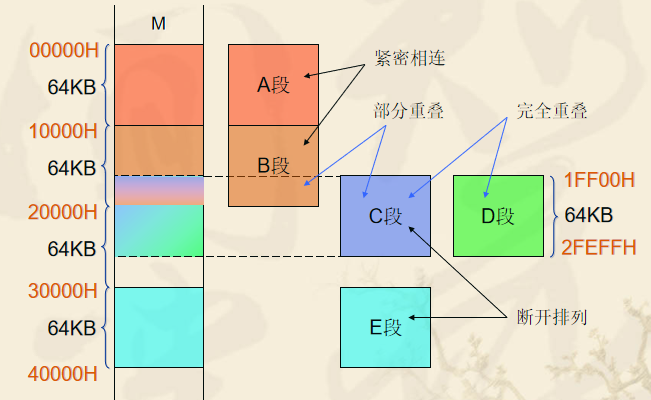 M
00000H
64KB
10000H
64KB
20000H
64KB
30000H
64KB
40000H
A段
B段
C段
D段
E段
紧密相连
部分重叠
完全重叠
1FF00H
64KB
2FEFFH
断开排列